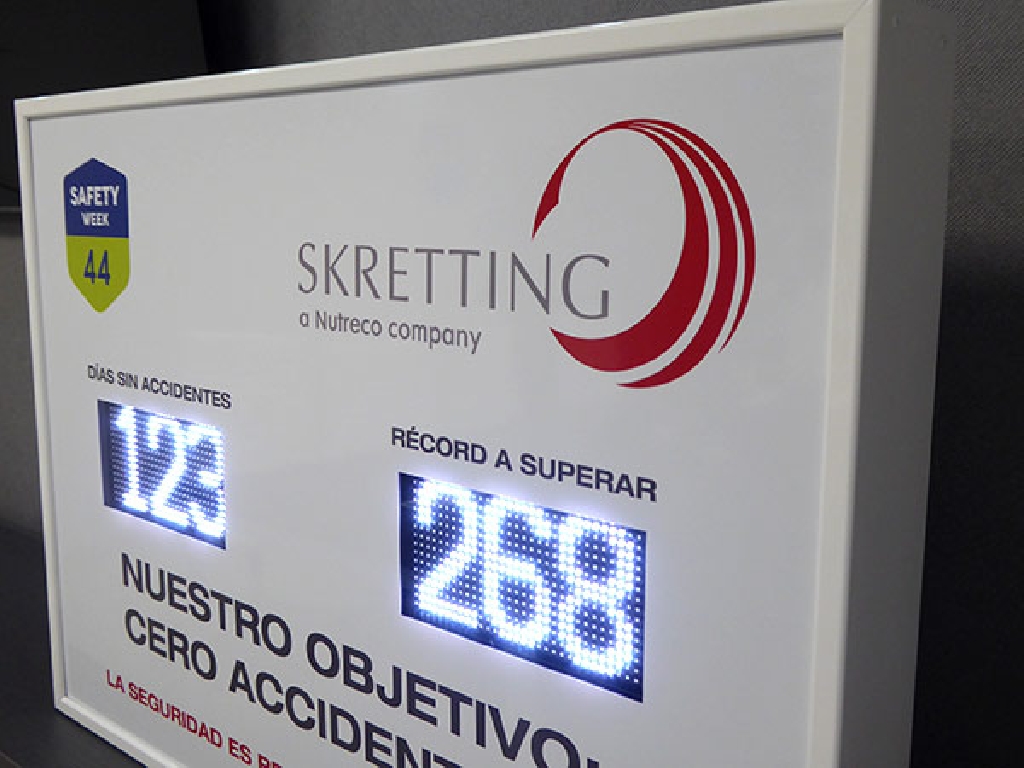 SAFETY
WEEK
44
SKRETTING
a Nutreco company
DÍAS SIN ACCIDENTES
123
RÉCORD A SUPERAR
268
NUESTRO OBJETIVO
CERO
LA SEGURIDAD ES